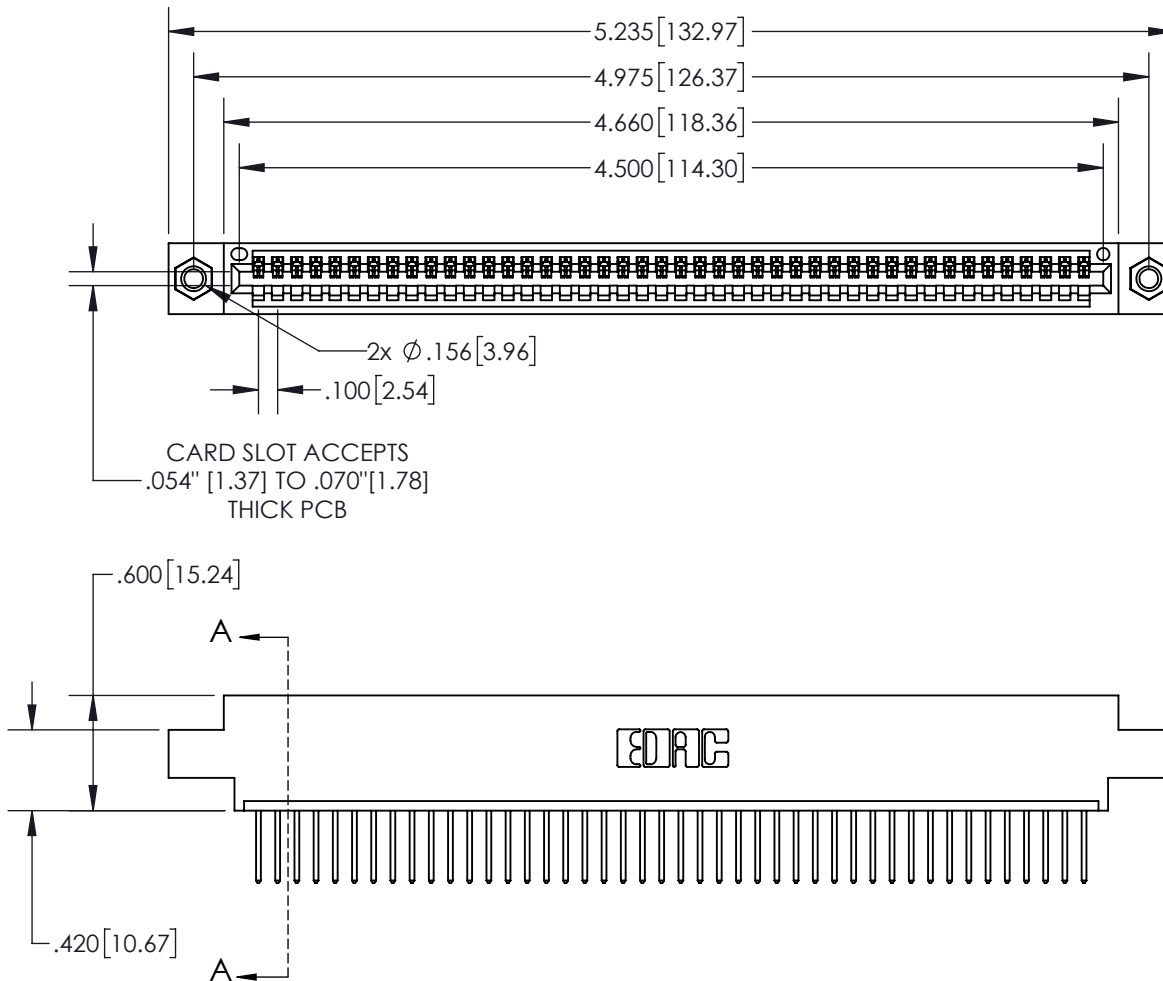 5.235[132.97]
4.975[126.37]
4.660[118.36]
4.500[114.30]
2x Ø.156[3.96]
.100[2.54]
CARD SLOT ACCEPTS
.054" [1.37] TO .070"[1.78]
THICK PCB
.600[15.24]
A
EDAC
.420[10.67]
A